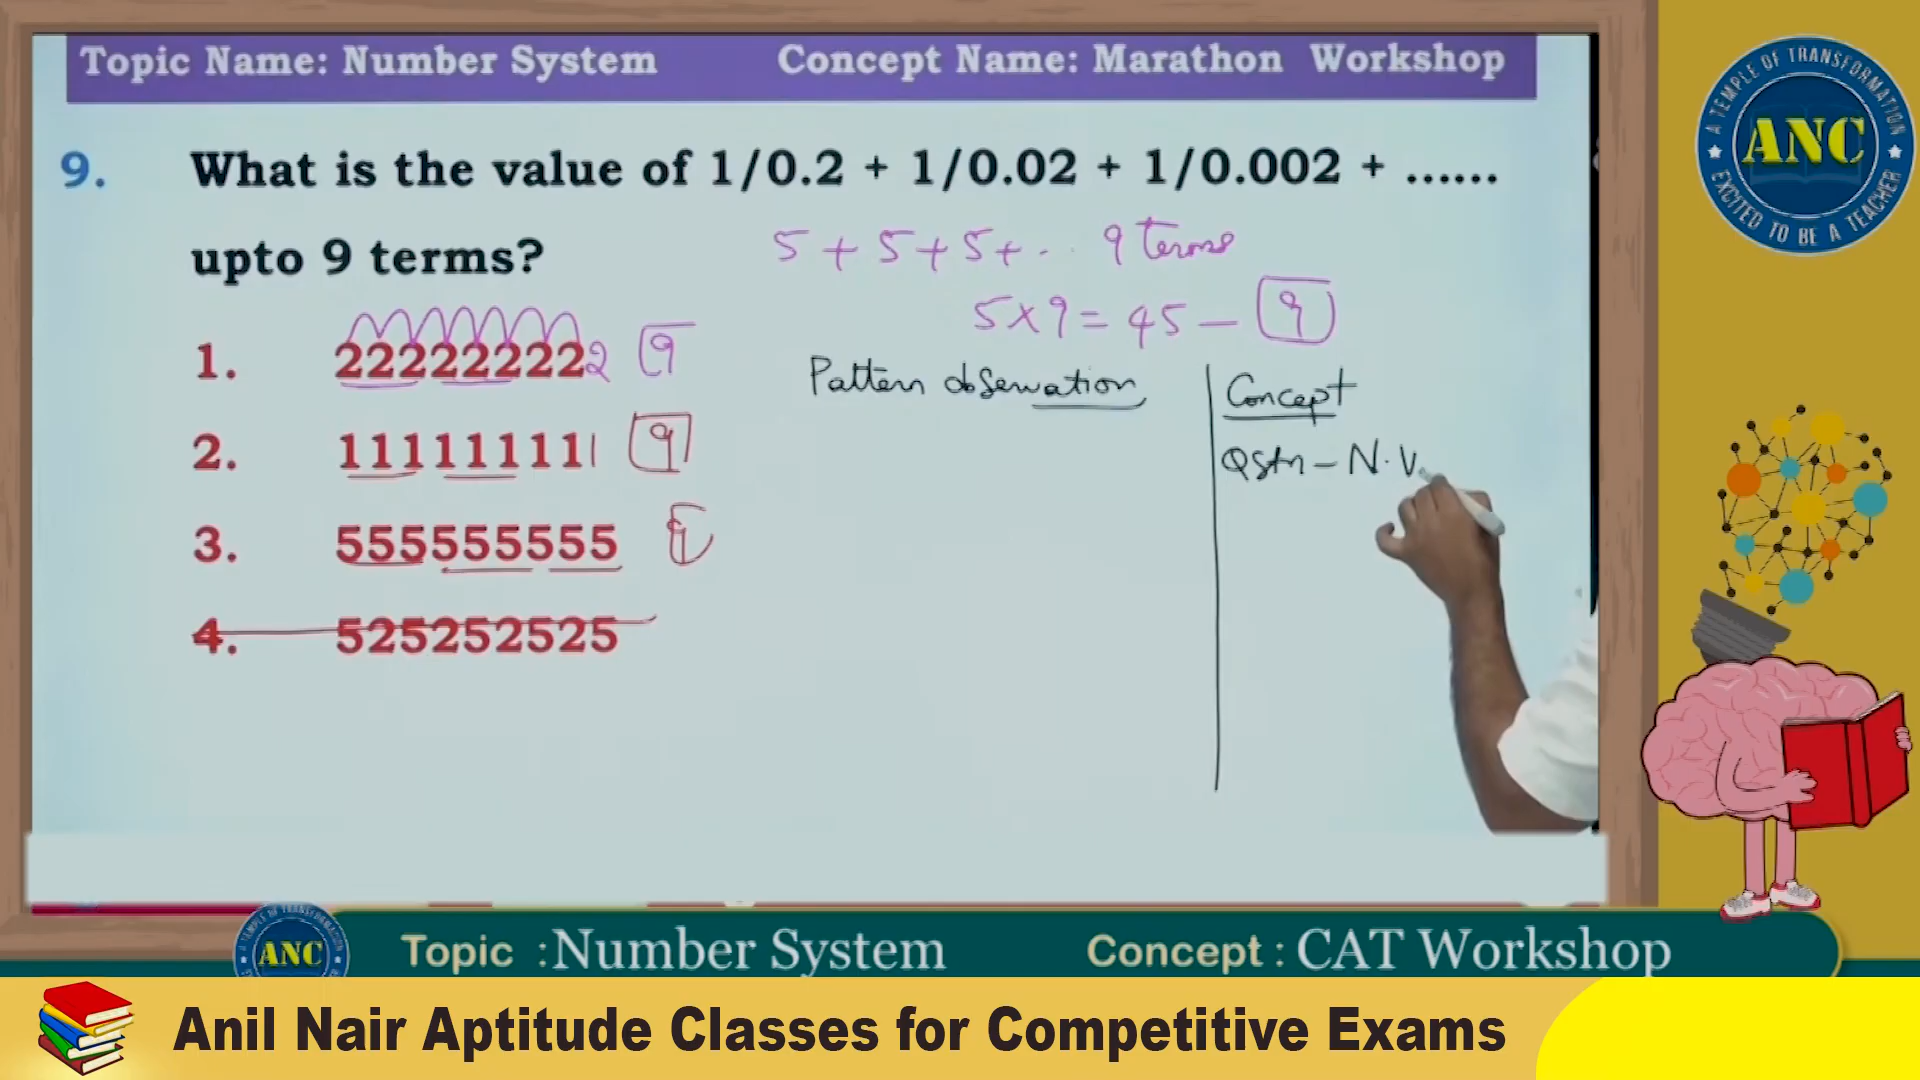 Topic Name: Number System Concept Name: Marathon Workshop
9. What is the value of 1/0.2 + 1/0.02 + 1/0.002 + ......
upto 9 terms?
5 + 5 + 5 + .. 9 terms
5 x 9 = 45 – 9
1. 222222222 9
2. 111111111 9
3. 555555555 9
4. 525252525
Pattern observation
Concept
Qstn – N.V
A TEMPLE OF TRANSFORMATION
ANC
EXCITED TO BE A TEACHER
ANC
Topic : Number System Concept : CAT Workshop
Anil Nair Aptitude Classes for Competitive Exams